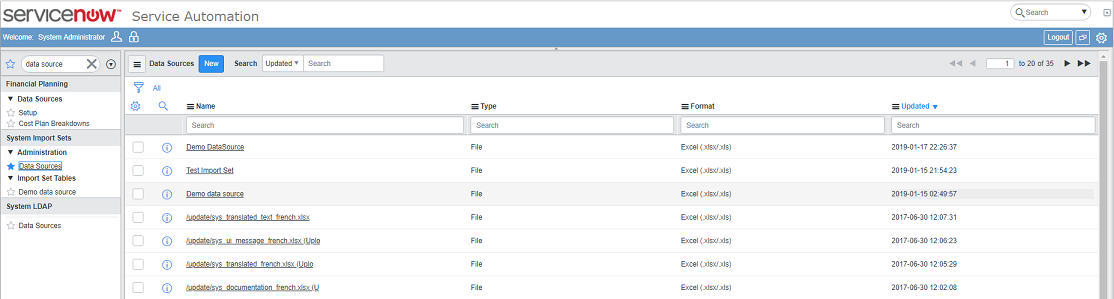 servicenow™ Service Automation
Search
Welcome: System Administrator
Logout
data source
Data Sources New Search Updated Search
1 to 20 of 35
Financial Planning
Data Sources
Setup
Cost Plan Breakdowns
System Import Sets
Administration
Data Sources
Import Set Tables
Demo data source
System LDAP
Data Sources
All
Name Type Format Updated
Search Search Search Search
Demo DataSource File Excel (.xlsx/.xls) 2019-01-17 22:26:37
Test Import Set File Excel (.xlsx/.xls) 2019-01-15 21:54:23
Demo data source File Excel (.xlsx/.xls) 2019-01-15 02:49:57
/update/sys_translated_text_french.xlsx File Excel (.xlsx/.xls) 2017-06-30 12:07:31
/update/sys_ui_message_french.xlsx (Uplo File Excel (.xlsx/.xls) 2017-06-30 12:06:23
/update/sys_translated_french.xlsx (Uplo File Excel (.xlsx/.xls) 2017-06-30 12:05:29
/update/sys_documentation_french.xlsx (U File Excel (.xlsx/.xls) 2017-06-30 12:02:08